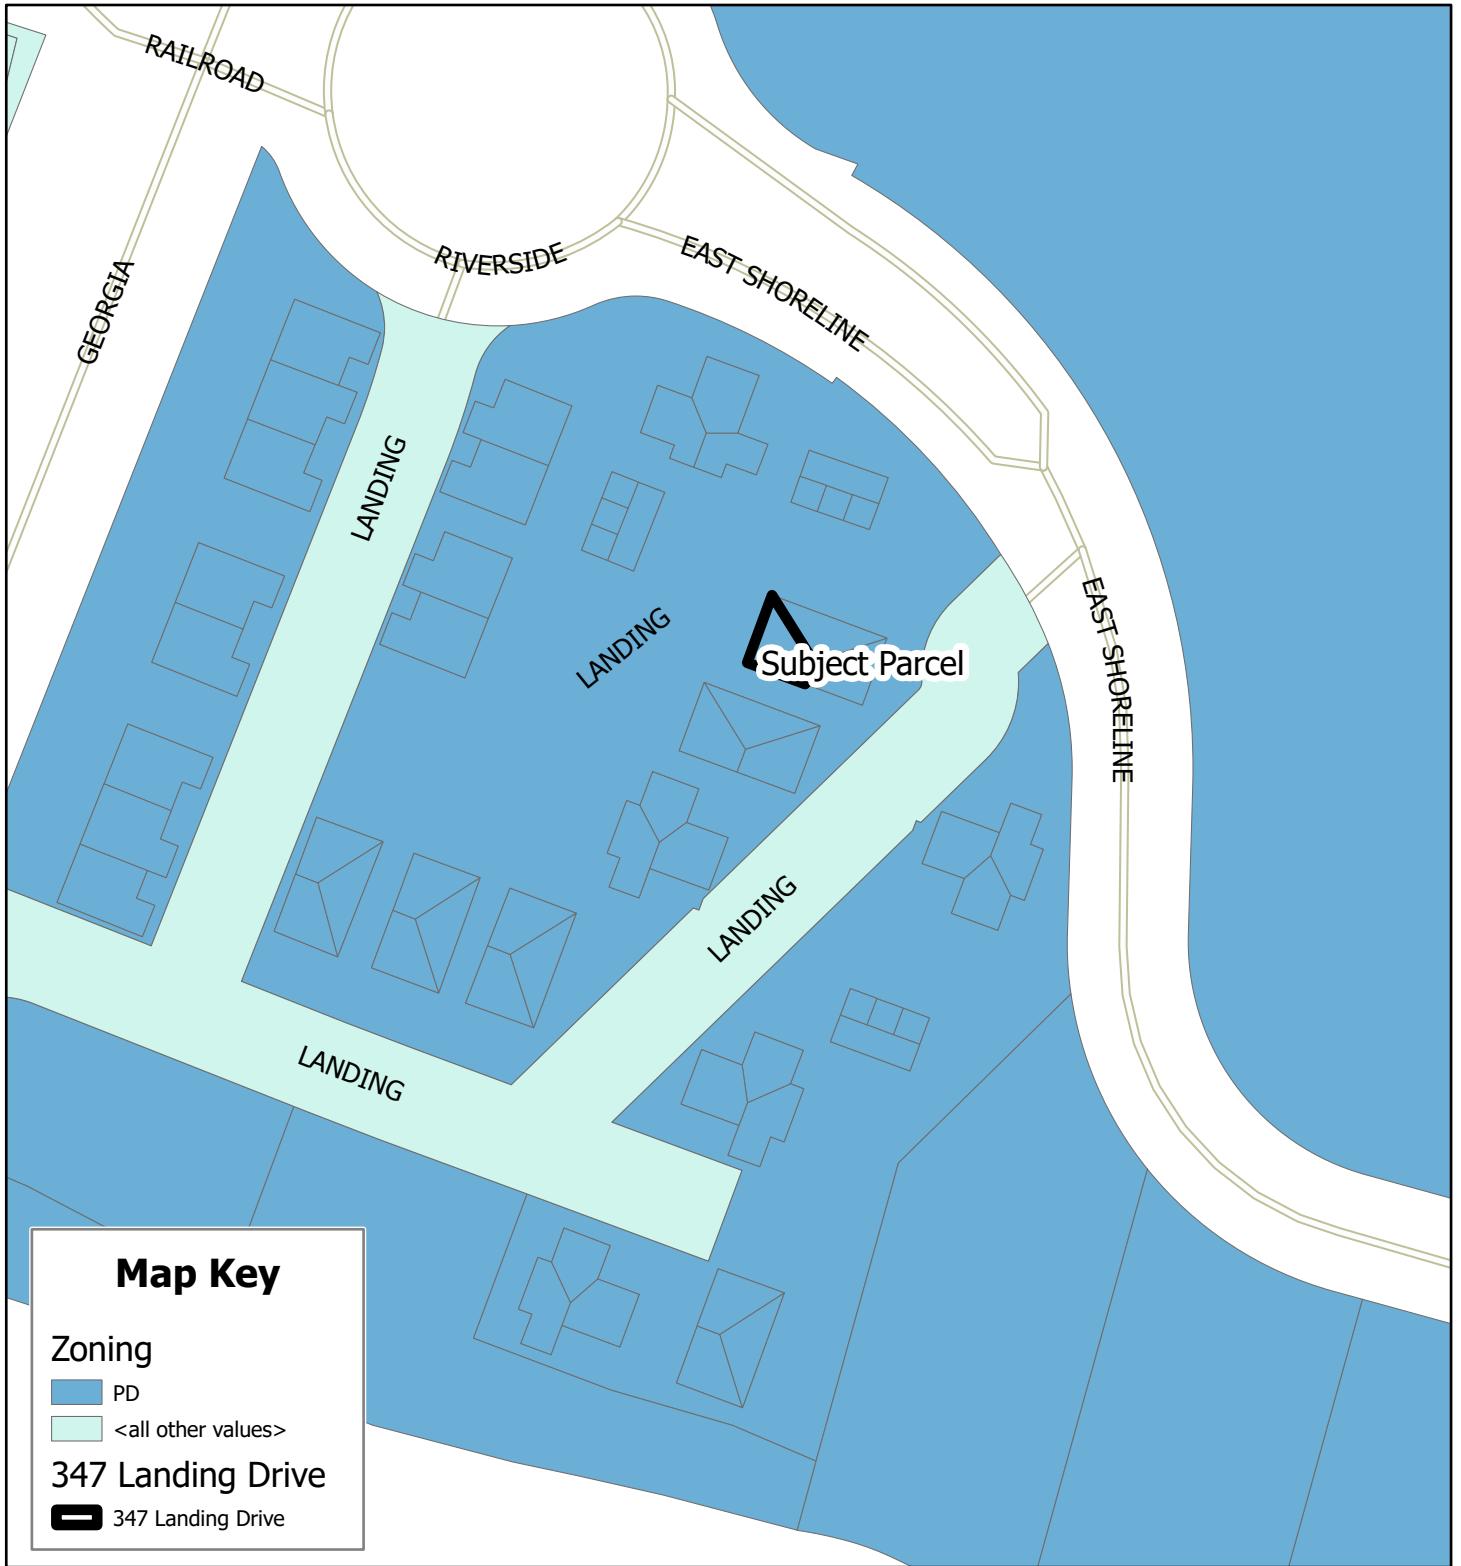 RAILROAD
RIVERSIDE
EAST SHORELINE
GEORGIA
LANDING
LANDING
Subject Parcel
EAST SHORELINE
LANDING
LANDING
Map Key
Zoning
PD
<all other values>
347 Landing Drive
347 Landing Drive